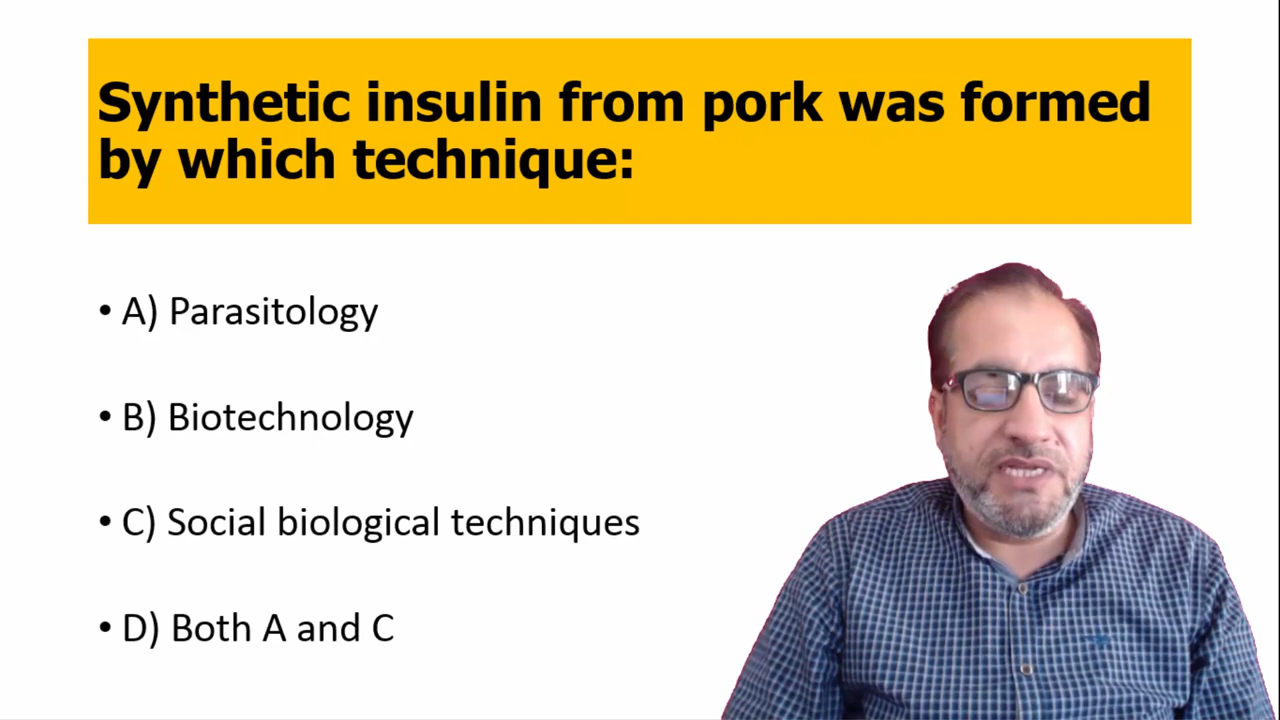 Synthetic insulin from pork was formed
by which technique:
• A) Parasitology
• B) Biotechnology
• C) Social biological techniques
• D) Both A and C